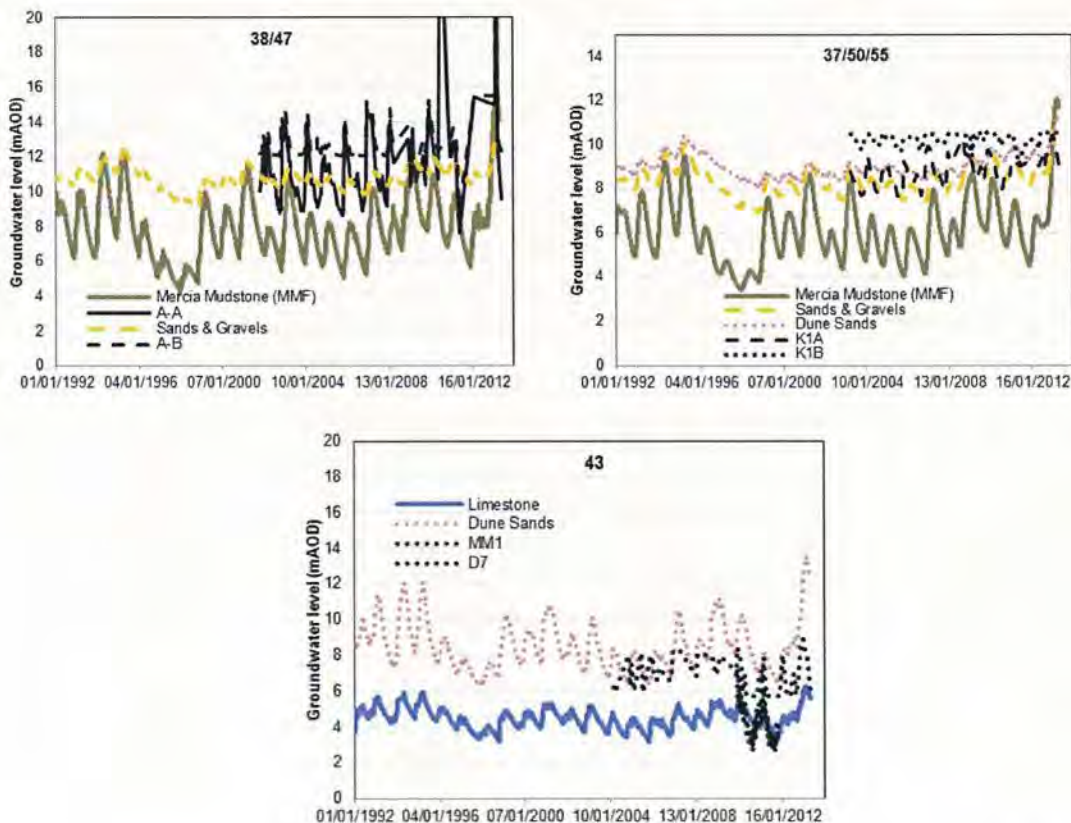 38/47
Groundwater level (mAOD)
20
18
16
14
12
10
8
6
4
2
0
Mercia Mudstone (MMF)
A-A
Sands & Gravels
A-B
01/01/1992 04/01/1996 07/01/2000 10/01/2004 13/01/2008 16/01/2012
37/50/55
Groundwater level (mAOD)
14
12
10
8
6
4
2
0
Mercia Mudstone (MMF)
Sands & Gravels
Dune Sands
K1A
K1B
01/01/1992 04/01/1996 07/01/2000 10/01/2004 13/01/2008 16/01/2012
43
Groundwater level (mAOD)
20
18
16
14
12
10
8
6
4
2
0
Limestone
Dune Sands
MM1
D7
01/01/1992 04/01/1996 07/01/2000 10/01/2004 13/01/2008 16/01/2012